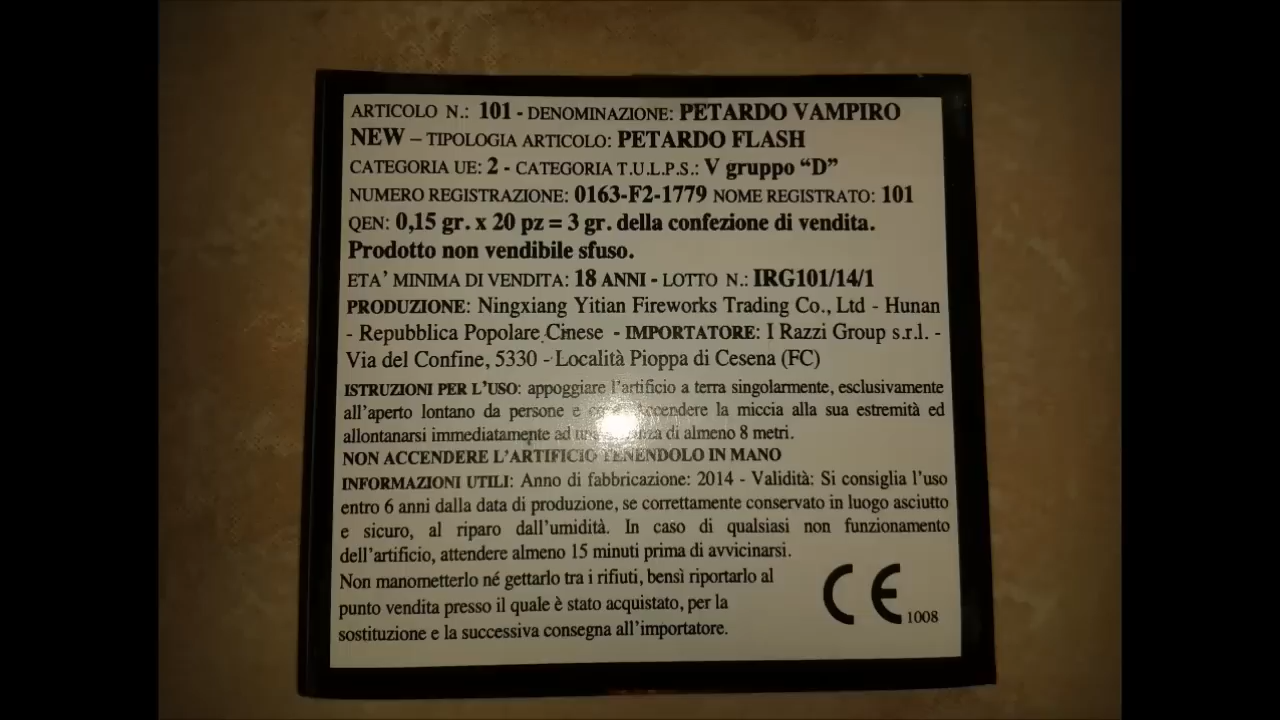 ARTICOLO N.: 101 - DENOMINAZIONE: PETARDO VAMPIRO
NEW – TIPOLOGIA ARTICOLO: PETARDO FLASH
CATEGORIA UE: 2 - CATEGORIA T.U.L.P.S.: V gruppo “D”
NUMERO REGISTRAZIONE: 0163-F2-1779 NOME REGISTRATO: 101
QEN: 0,15 gr. x 20 pz = 3 gr. della confezione di vendita.
Prodotto non vendibile sfuso.
ETA’ MINIMA DI VENDITA: 18 ANNI - LOTTO N.: IRG101/14/1
PRODUZIONE: Ningxiang Yitian Fireworks Trading Co., Ltd - Hunan
- Repubblica Popolare Cinese - IMPORTATORE: I Razzi Group s.r.l. -
Via del Confine, 5330 - Località Pioppa di Cesena (FC)
ISTRUZIONI PER L’USO: appoggiare l’artificio a terra singolarmente, esclusivamente
all’aperto lontano da persone e accendere la miccia alla sua estremità ed
allontanarsi immediatamente ad di almeno 8 metri.
NON ACCENDERE L’ARTIFICIO TENENDOLO IN MANO
INFORMAZIONI UTILI: Anno di fabbricazione: 2014 - Validità: Si consiglia l’uso
entro 6 anni dalla data di produzione, se correttamente conservato in luogo asciutto
e sicuro, al riparo dall’umidità. In caso di qualsiasi non funzionamento
dell’artificio, attendere almeno 15 minuti prima di avvicinarsi.
Non manometterlo né gettarlo tra i rifiuti, bensì riportarlo al
punto vendita presso il quale è stato acquistato, per la
sostituzione e la successiva consegna all’importatore.
CE 1008